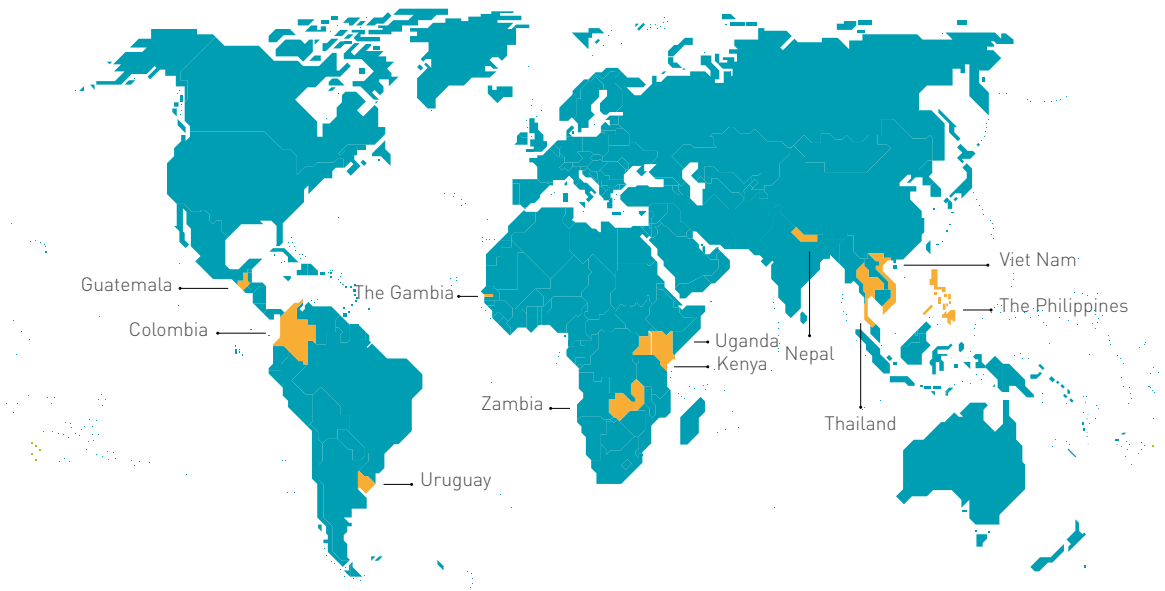 Viet Nam
Guatemala
The Gambia
The Philippines
Colombia
Uganda
Nepal
Kenya
Zambia
Thailand
Uruguay